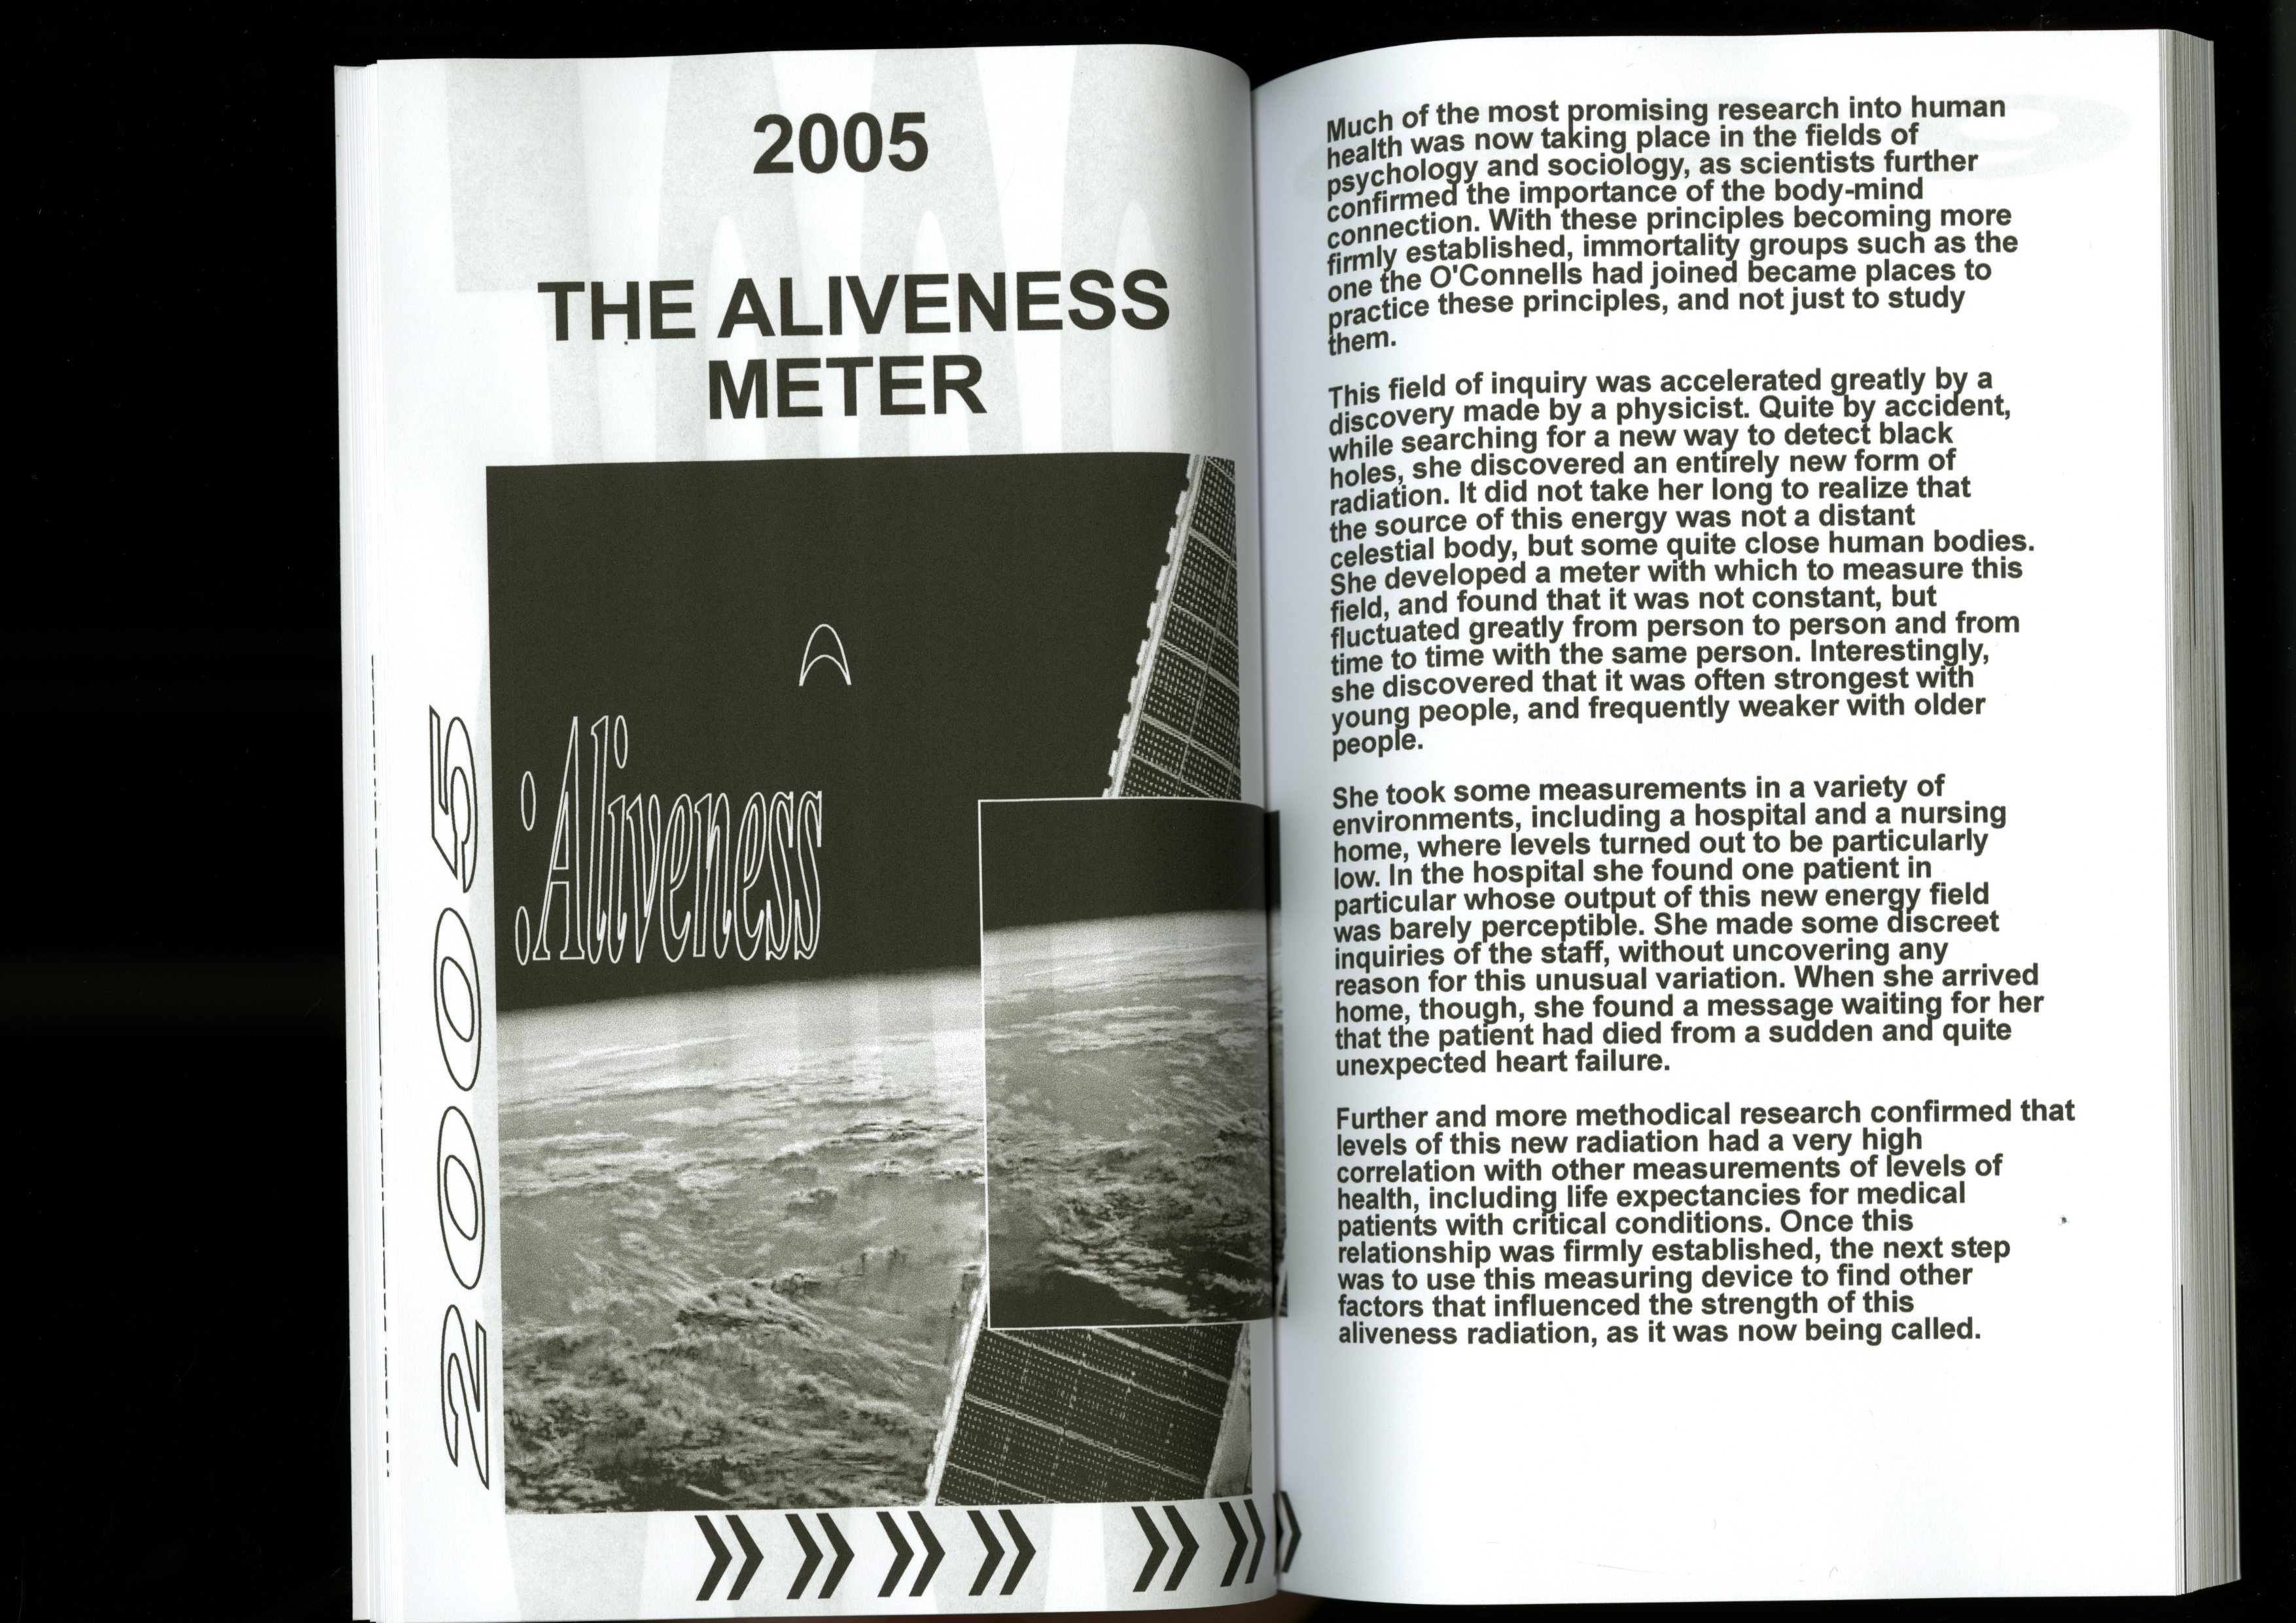 2005
THE ALIVENESS
METER
:Aliveness
2005
Much of the most promising research into human
health was now taking place in the fields of
psychology and sociology, as scientists further
confirmed the importance of the body-mind
connection. With these principles becoming more
firmly established, immortality groups such as the
one the O'Connells had joined became places to
practice these principles, and not just to study
them.
This field of inquiry was accelerated greatly by a
discovery made by a physicist. Quite by accident,
while searching for a new way to detect black
holes, she discovered an entirely new form of
radiation. It did not take her long to realize that
the source of this energy was not a distant
celestial body, but some quite close human bodies.
She developed a meter with which to measure this
field, and found that it was not constant, but
fluctuated greatly from person to person and from
time to time with the same person. Interestingly,
she discovered that it was often strongest with
young people, and frequently weaker with older
people.
She took some measurements in a variety of
environments, including a hospital and a nursing
home, where levels turned out to be particularly
low. In the hospital she found one patient in
particular whose output of this new energy field
was barely perceptible. She made some discreet
inquiries of the staff, without uncovering any
reason for this unusual variation. When she arrived
home, though, she found a message waiting for her
that the patient had died from a sudden and quite
unexpected heart failure.
Further and more methodical research confirmed that
levels of this new radiation had a very high
correlation with other measurements of levels of
health, including life expectancies for medical
patients with critical conditions. Once this
relationship was firmly established, the next step
was to use this measuring device to find other
factors that influenced the strength of this
aliveness radiation, as it was now being called.